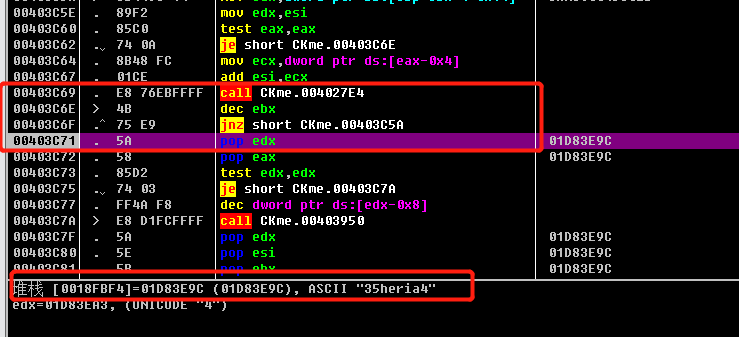 00403C5E . 89F2 mov edx,esi
00403C60 . 85C0 test eax,eax
00403C62 .ˬ 74 0A je short CKme.00403C6E
00403C64 . 8B48 FC mov ecx,dword ptr ds:[eax-0x4]
00403C67 . 01CE add esi,ecx
00403C69 . E8 76EBFFFF call CKme.004027E4
00403C6E > 4B dec ebx
00403C6F .^ 75 E9 jnz short CKme.00403C5A
00403C71 . 5A pop edx 01D83E9C
00403C72 . 58 pop eax 01D83E9C
00403C73 . 85D2 test edx,edx
00403C75 .ˬ 74 03 je short CKme.00403C7A
00403C77 . FF4A F8 dec dword ptr ds:[edx-0x8]
00403C7A > E8 D1FCFFFF call CKme.00403950
00403C7F . 5A pop edx 01D83E9C
00403C80 . 5E pop esi 01D83E9C
00403C81 . 5B pop ebx 01D83E9C
堆栈 [0018FBF4]=01D83E9C (01D83E9C), ASCII "35heria4"
edx=01D83EA3, (UNICODE "4")